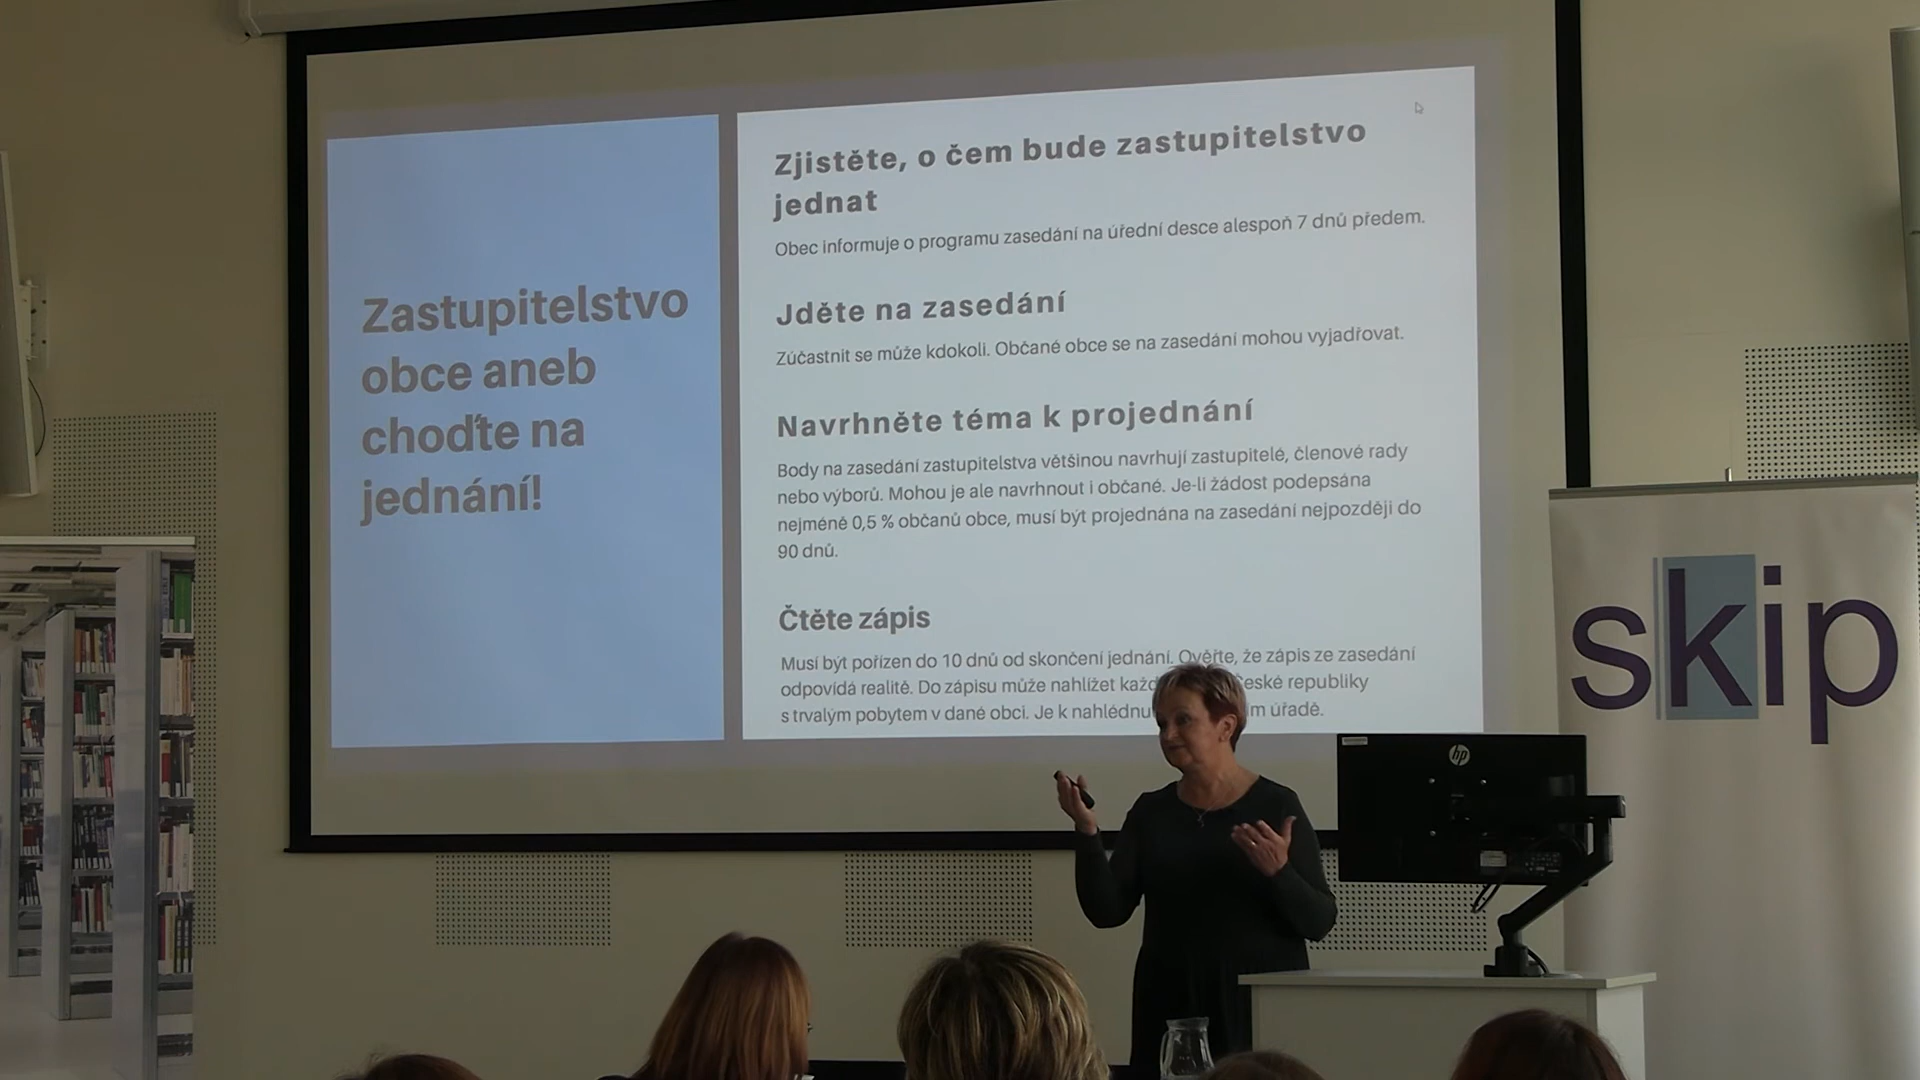 Zastupitelstvo
obce aneb
choďte na
jednání!
Zjistěte, o čem bude zastupitelstvo
jednat
Obec informuje o programu zasedání na úřední desce alespoň 7 dnů předem.
Jděte na zasedání
Zúčastnit se může kdokoli. Občané obce se na zasedání mohou vyjadřovat.
Navrhněte téma k projednání
Body na zasedání zastupitelstva většinou navrhují zastupitelé, členové rady
nebo výborů. Mohou je ale navrhnout i občané. Je-li žádost podepsána
nejméně 0,5 % občanů obce, musí být projednána na zasedání nejpozději do
90 dnů.
Čtěte zápis
Musí být pořízen do 10 dnů od skončení jednání. Ověřte, že zápis ze zasedání
odpovídá realitě. Do zápisu může nahlížet republiky
s trvalým pobytem v dané obci. Je k úřadě.
skip
hp